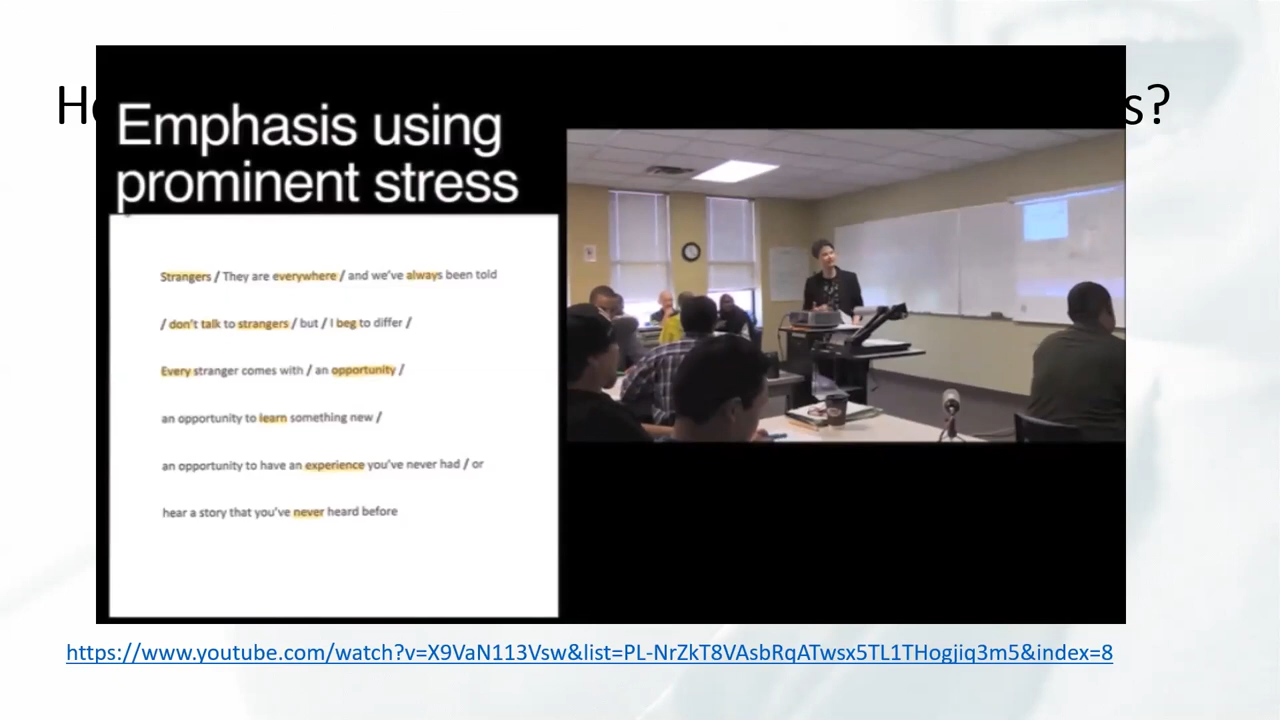 Emphasis using
prominent stress
Strangers / They are everywhere / and we've always been told
/ don't talk to strangers / but / I beg to differ /
Every stranger comes with / an opportunity /
an opportunity to learn something new /
an opportunity to have an experience you've never had / or
hear a story that you've never heard before
https://www.youtube.com/watch?v=X9VaN113Vsw&list=PL-NrZkT8VAsbRqATwsx5TL1THogjiq3m5&index=8